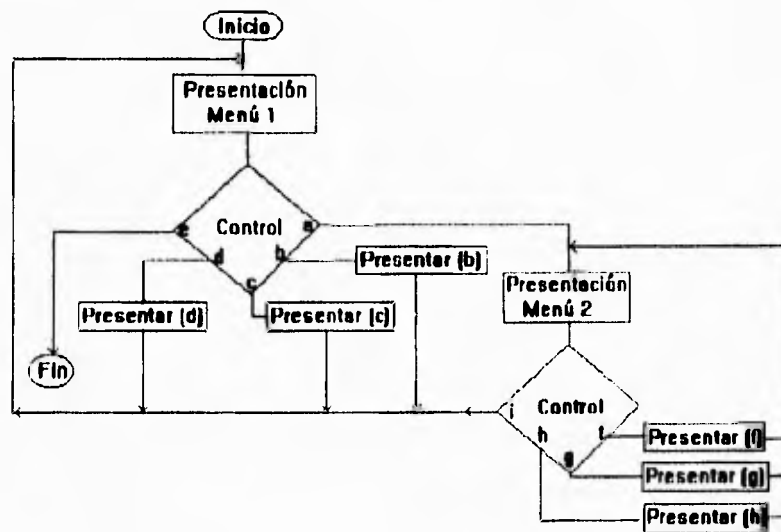 Inicio
Presentación
Menú 1
Control
e
a
d
b
c
Presentar (b)
Presentar (d)
Presentar (c)
Fin
Presentación
Menú 2
Control
i
f
h
g
Presentar (f)
Presentar (g)
Presentar (h)